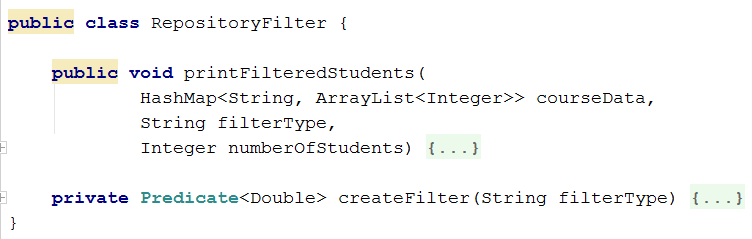 public class RepositoryFilter {
public void printFilteredStudents(
HashMap<String, ArrayList<Integer>> courseData,
String filterType,
Integer numberOfStudents) {...}
private Predicate<Double> createFilter(String filterType) {...}
}